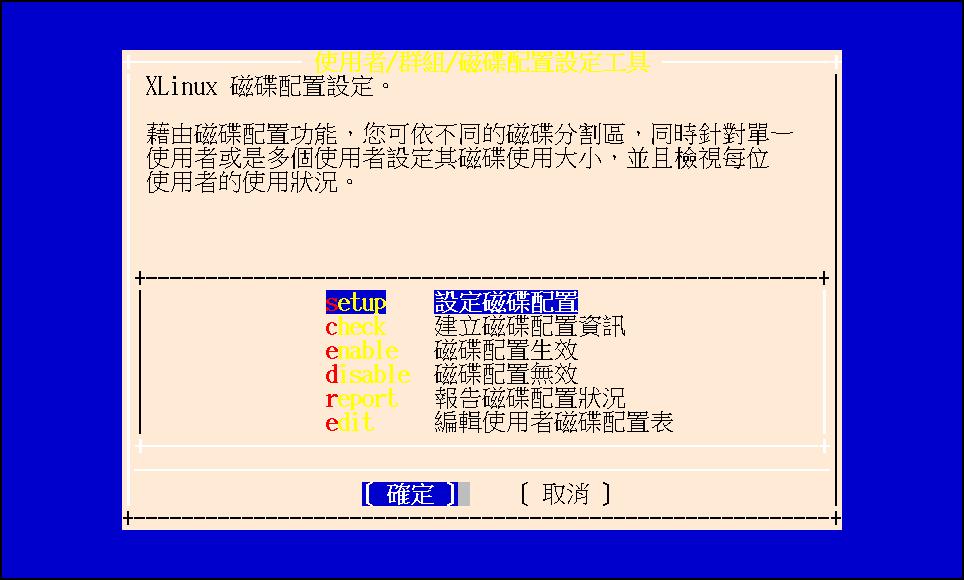 使用者/群組/磁碟配置設定工具
XLinux 磁碟配置設定。
藉由磁碟配置功能，您可依不同的磁碟分割區，同時針對單一
使用者或是多個使用者設定其磁碟使用大小，並且檢視每位
使用者的使用狀況。
setup 設定磁碟配置
check 建立磁碟配置資訊
enable 磁碟配置生效
disable 磁碟配置無效
report 報告磁碟配置狀況
edit 編輯使用者磁碟配置表
[ 確定 ] [ 取消 ]